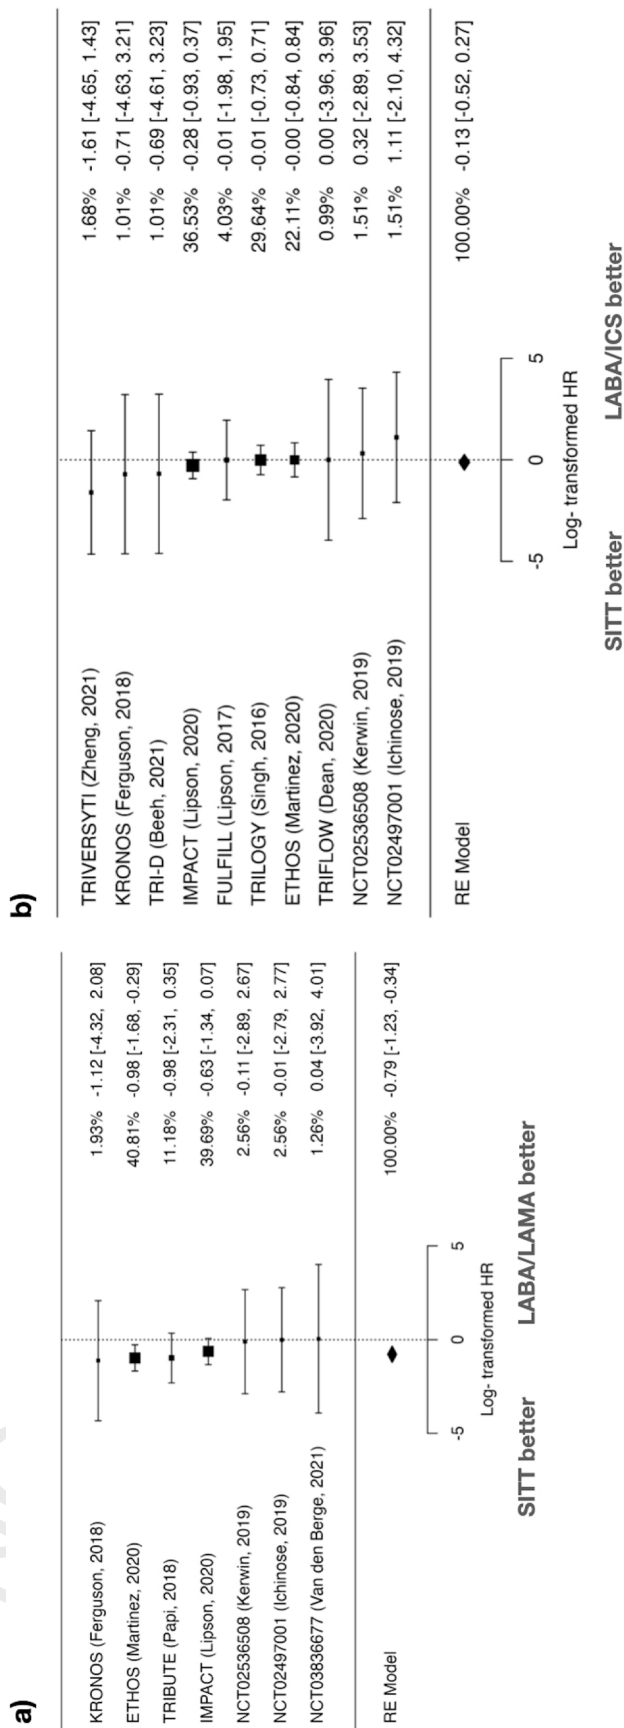 a)
KRONOS (Ferguson, 2018) 1.93% -1.12 [-4.32, 2.08]
ETHOS (Martinez, 2020) 40.81% -0.98 [-1.68, -0.29]
TRIBUTE (Papi, 2018) 11.18% -0.98 [-2.31, 0.35]
IMPACT (Lipson, 2020) 39.69% -0.63 [-1.34, 0.07]
NCT02536508 (Kerwin, 2019) 2.56% -0.11 [-2.89, 2.67]
NCT02497001 (Ichinose, 2019) 2.56% -0.01 [-2.79, 2.77]
NCT03836677 (Van den Berge, 2021) 1.26% 0.04 [-3.92, 4.01]
RE Model 100.00% -0.79 [-1.23, -0.34]
-5 0 5
Log- transformed HR
SITT better LABA/LAMA better
b)
TRIVERSYTI (Zheng, 2021) 1.68% -1.61 [-4.65, 1.43]
KRONOS (Ferguson, 2018) 1.01% -0.71 [-4.63, 3.21]
TRI-D (Beeh, 2021) 1.01% -0.69 [-4.61, 3.23]
IMPACT (Lipson, 2020) 36.53% -0.28 [-0.93, 0.37]
FULFILL (Lipson, 2017) 4.03% -0.01 [-1.98, 1.95]
TRILOGY (Singh, 2016) 29.64% -0.01 [-0.73, 0.71]
ETHOS (Martinez, 2020) 22.11% -0.00 [-0.84, 0.84]
TRIFLOW (Dean, 2020) 0.99% 0.00 [-3.96, 3.96]
NCT02536508 (Kerwin, 2019) 1.51% 0.32 [-2.89, 3.53]
NCT02497001 (Ichinose, 2019) 1.51% 1.11 [-2.10, 4.32]
RE Model 100.00% -0.13 [-0.52, 0.27]
-5 0 5
Log- transformed HR
SITT better LABA/ICS better